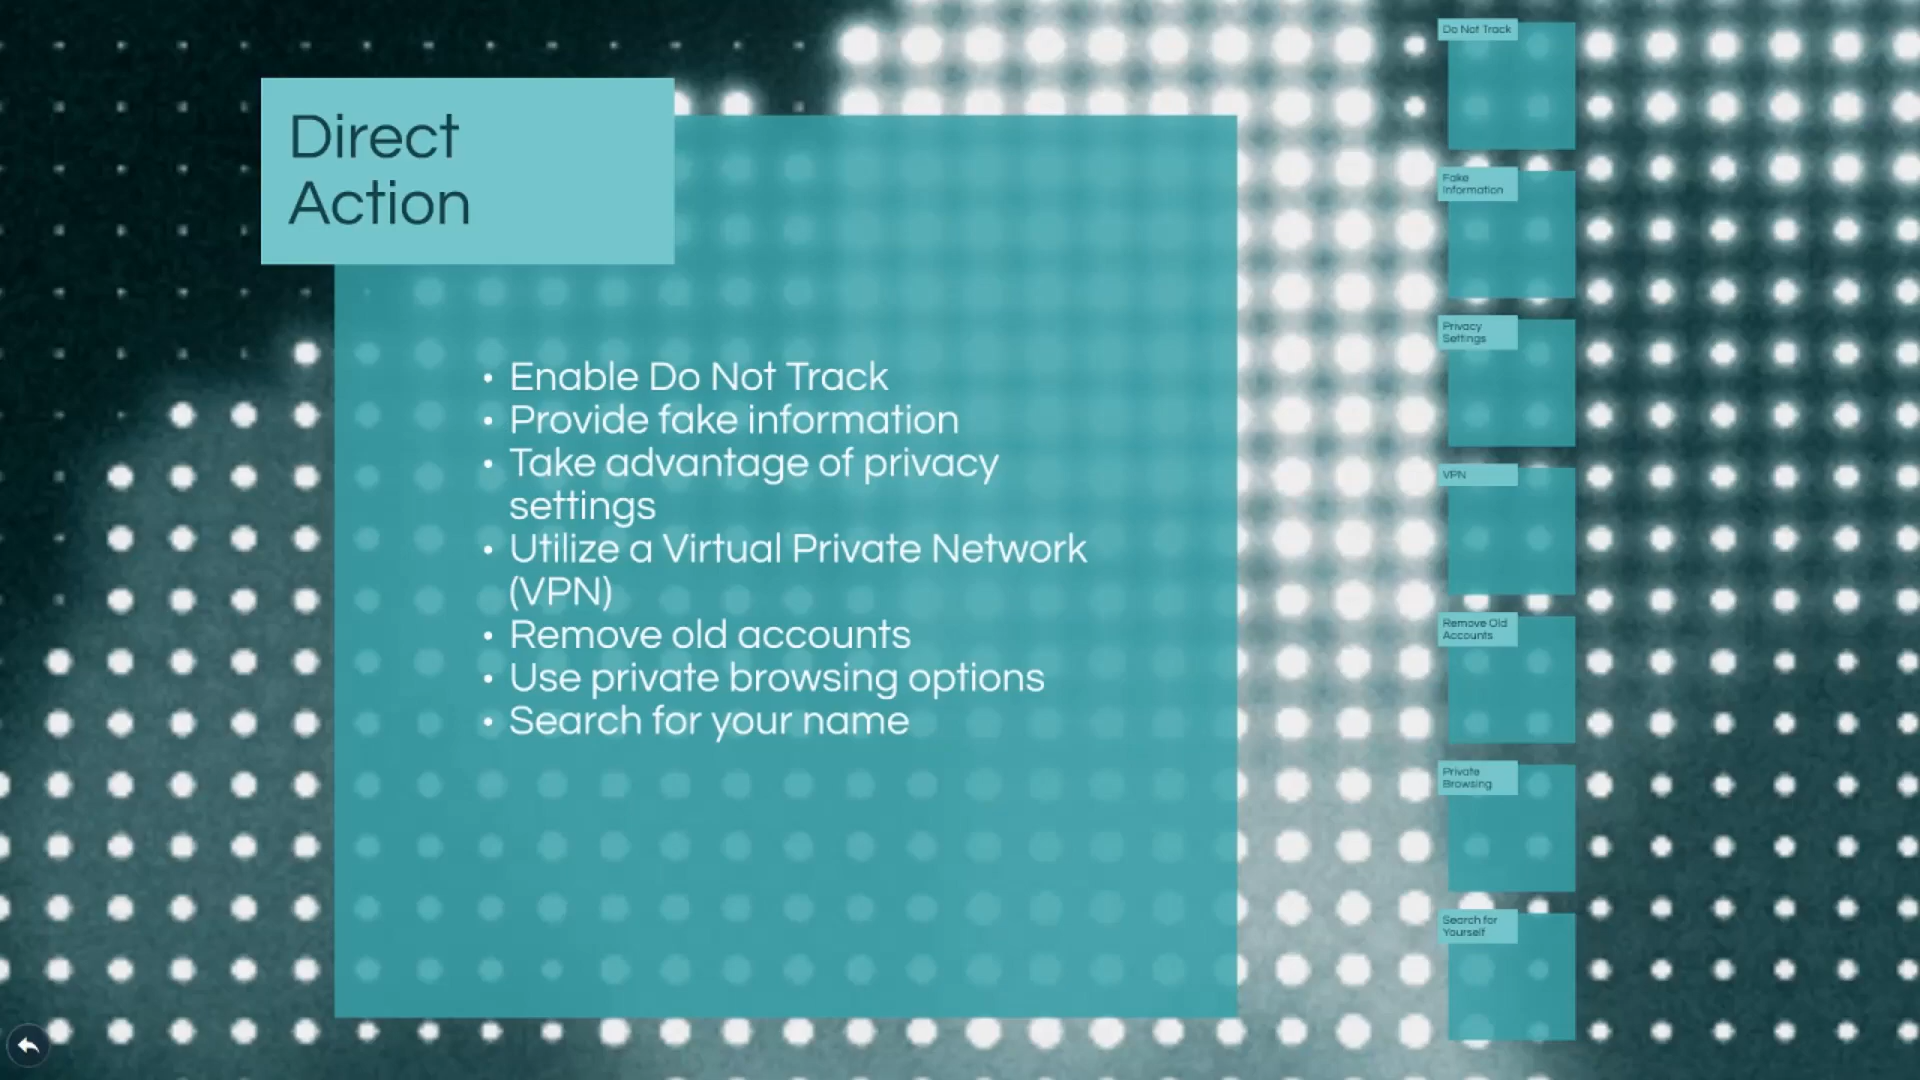 Direct
Action
• Enable Do Not Track
• Provide fake information
• Take advantage of privacy
settings
• Utilize a Virtual Private Network
(VPN)
• Remove old accounts
• Use private browsing options
• Search for your name
Do Not Track
Fake
Information
Privacy
Settings
VPN
Remove Old
Accounts
Private
Browsing
Search for
Yourself